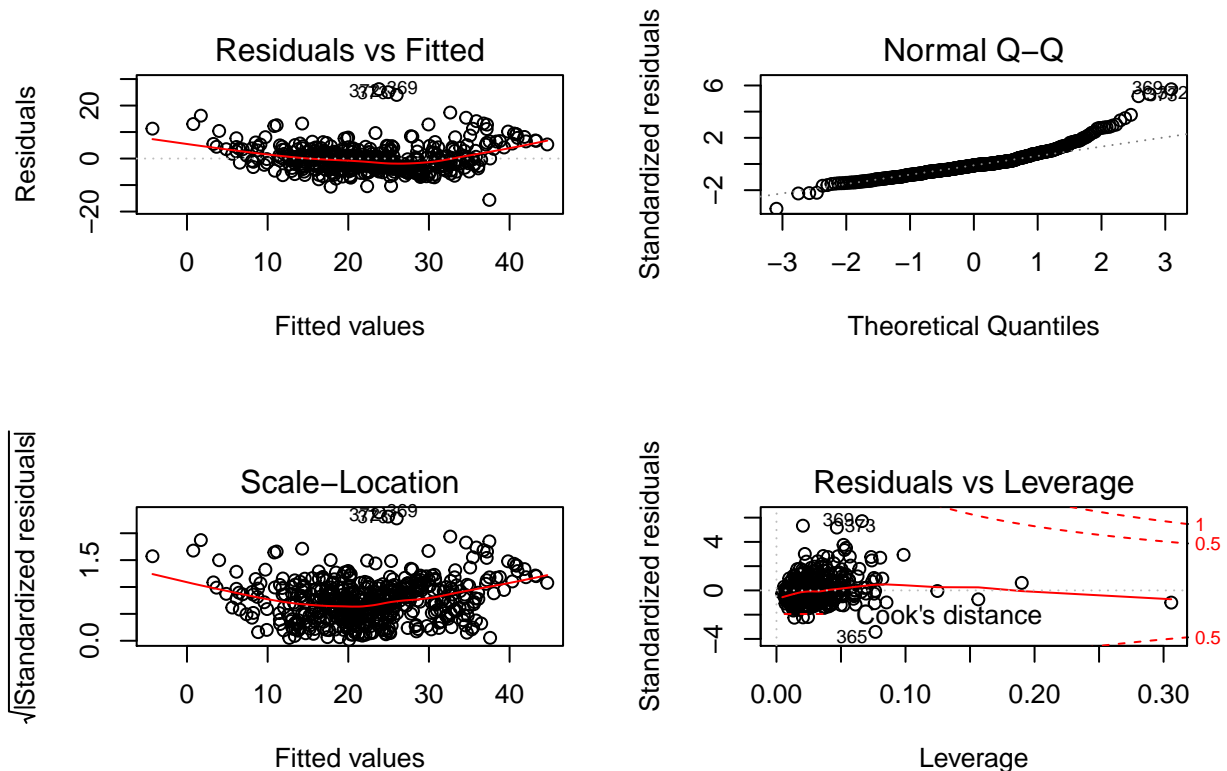 Residuals vs Fitted
Residuals
20
0
−20
369
0 10 20 30 40
Fitted values
Normal Q−Q
Standardized residuals
6
2
−2
−3 −2 −1 0 1 2 3
Theoretical Quantiles
Scale−Location
√|Standardized residuals|
1.5
0.0
369
0 10 20 30 40
Fitted values
Residuals vs Leverage
Standardized residuals
4
0
−4
369
373
365
Cook's distance
1
0.5
0.5
0.00 0.10 0.20 0.30
Leverage